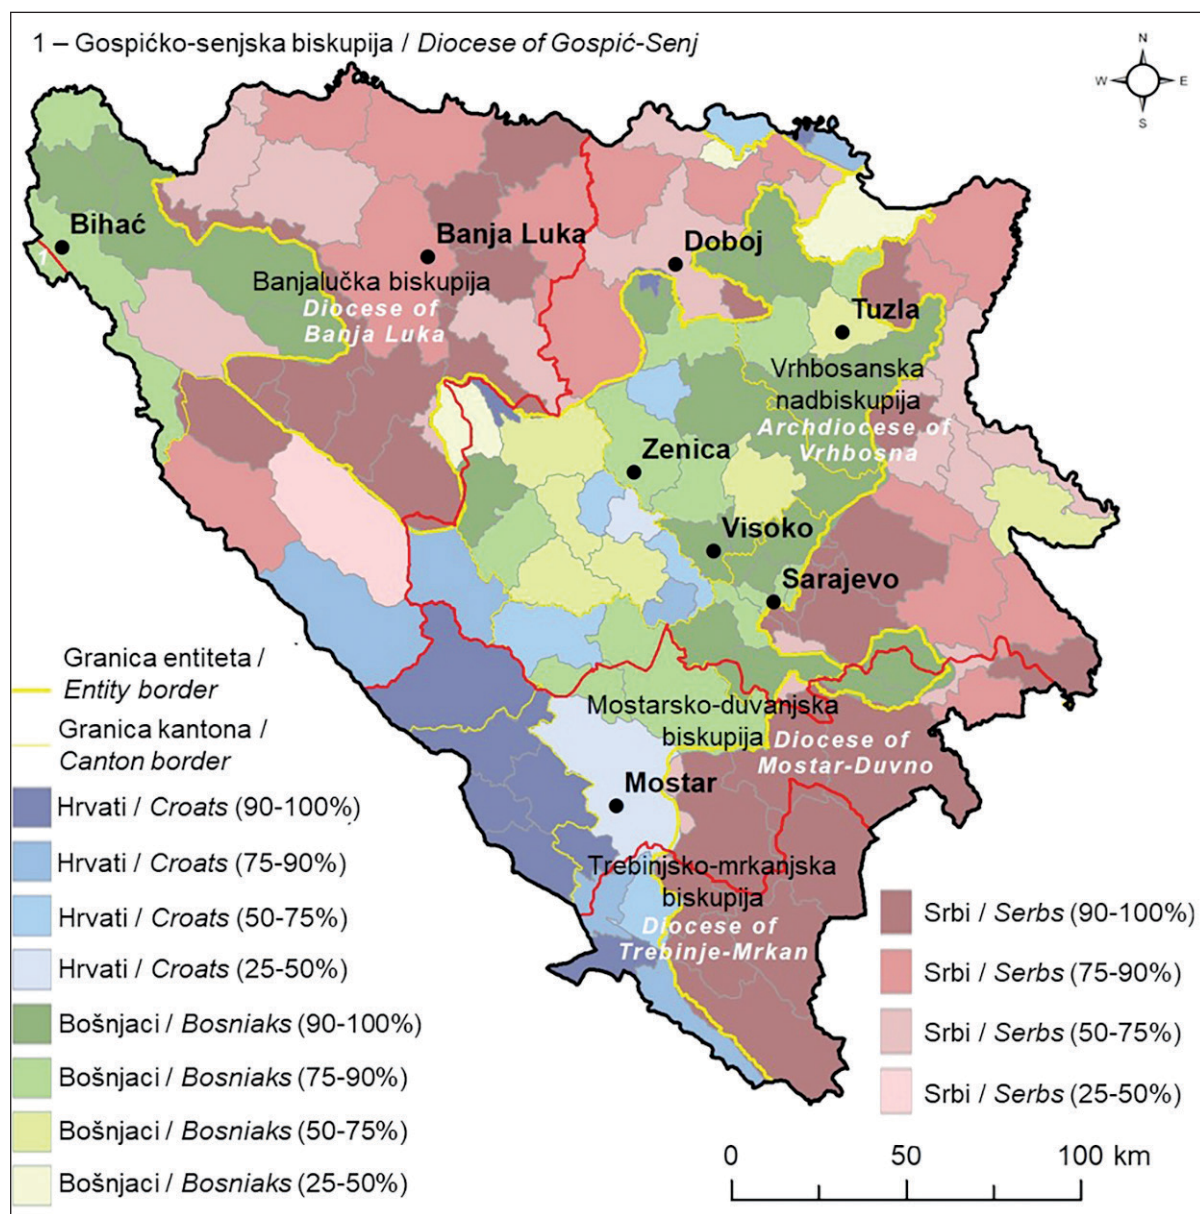 1 – Gospićko-senjska biskupija / Diocese of Gospić-Senj
N
W E
S
Bihać
1
Banja Luka
Banjalučka biskupija
Diocese of
Banja Luka
Doboj
Tuzla
Vrhbosanska
nadbiskupija
Archdiocese of
Vrhbosna
Zenica
Visoko
Sarajevo
Mostarsko-duvanjska
biskupija
Diocese of
Mostar-Duvno
Mostar
Trebinjsko-mrkanjska
biskupija
Diocese of
Trebinje-Mrkan
Granica entiteta /
Entity border
Granica kantona /
Canton border
Hrvati / Croats (90-100%)
Hrvati / Croats (75-90%)
Hrvati / Croats (50-75%)
Hrvati / Croats (25-50%)
Bošnjaci / Bosniaks (90-100%)
Bošnjaci / Bosniaks (75-90%)
Bošnjaci / Bosniaks (50-75%)
Bošnjaci / Bosniaks (25-50%)
Srbi / Serbs (90-100%)
Srbi / Serbs (75-90%)
Srbi / Serbs (50-75%)
Srbi / Serbs (25-50%)
0 50 100 km